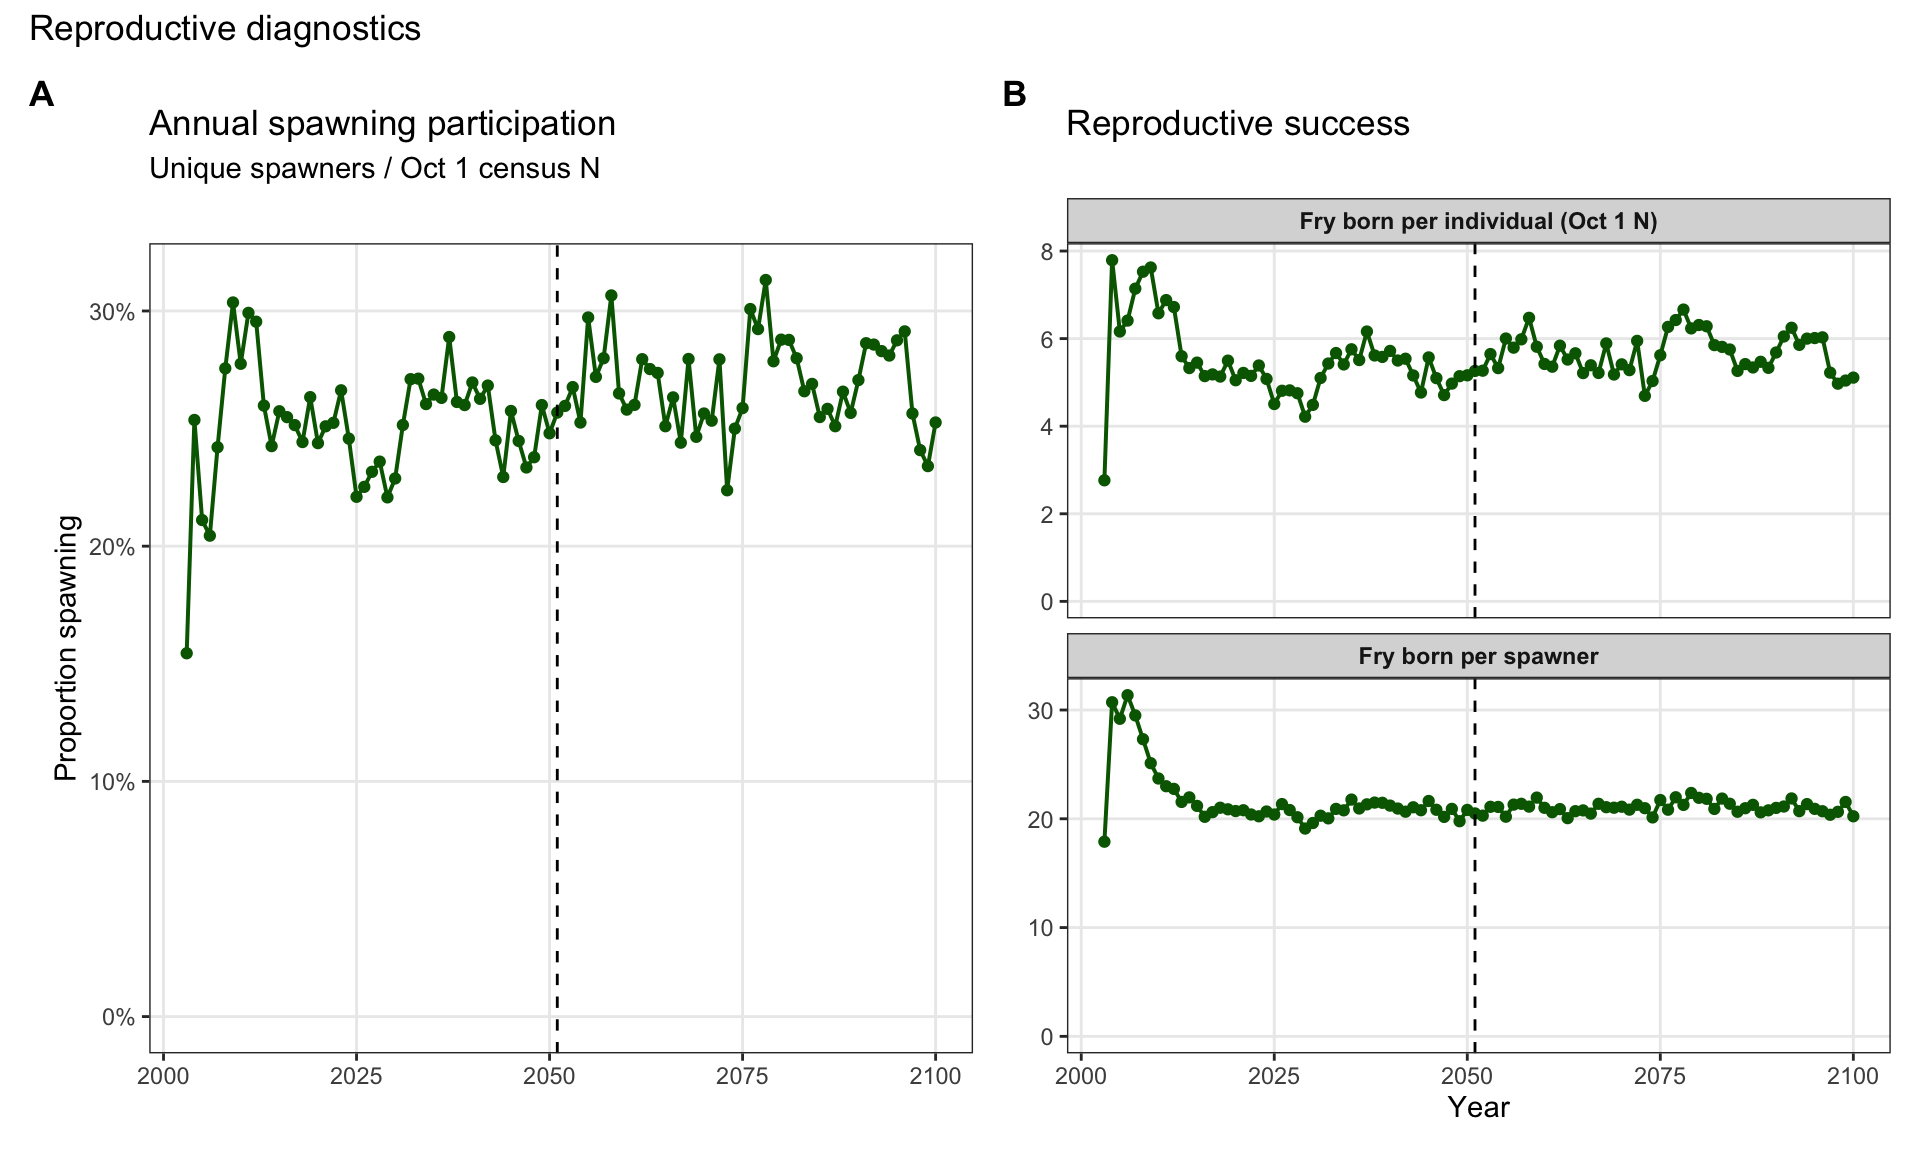 Reproductive diagnostics
A
Annual spawning participation
Unique spawners / Oct 1 census N
Proportion spawning
30%
20%
10%
0%
2000 2025 2050 2075 2100
B
Reproductive success
Fry born per individual (Oct 1 N)
8
6
4
2
0
Fry born per spawner
30
20
10
0
2000 2025 2050 2075 2100
Year